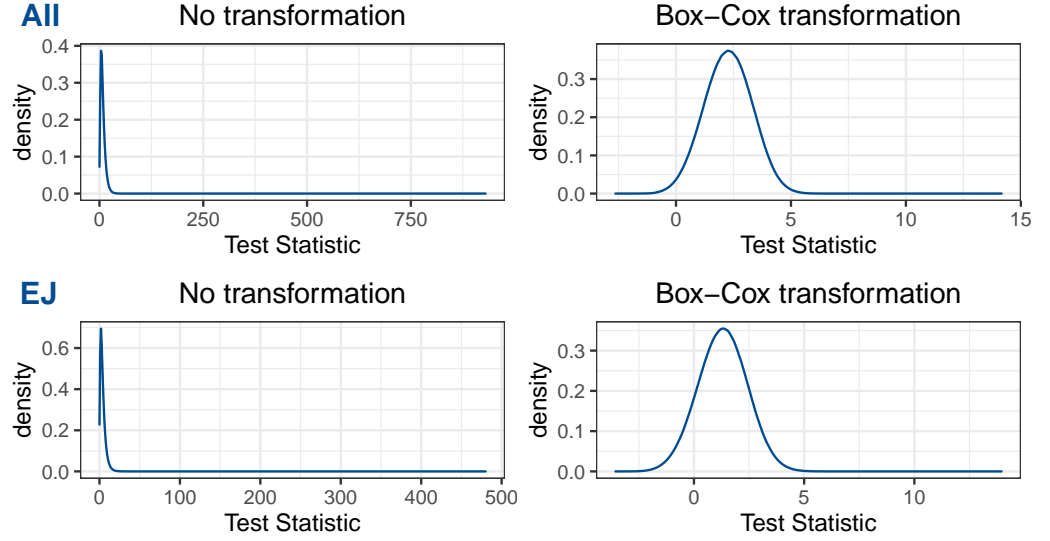 All
No transformation
density
0.4
0.3
0.2
0.1
0.0
0 250 500 750
Test Statistic
Box−Cox transformation
density
0.3
0.2
0.1
0.0
0 5 10 15
Test Statistic
EJ
No transformation
density
0.6
0.4
0.2
0.0
0 100 200 300 400 500
Test Statistic
Box−Cox transformation
density
0.3
0.2
0.1
0.0
0 5 10
Test Statistic